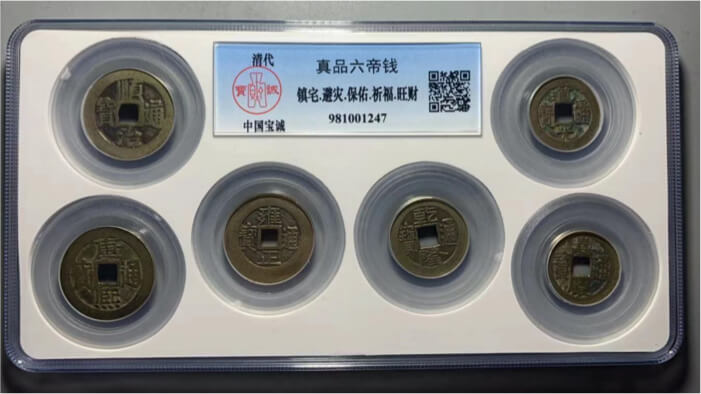 清代
寶誠
中国宝诚
真品六帝钱
镇宅.避灾.保佑.祈福.旺财
981001247
順治通寶
康熙通寶
雍正通寶
乾隆通寶